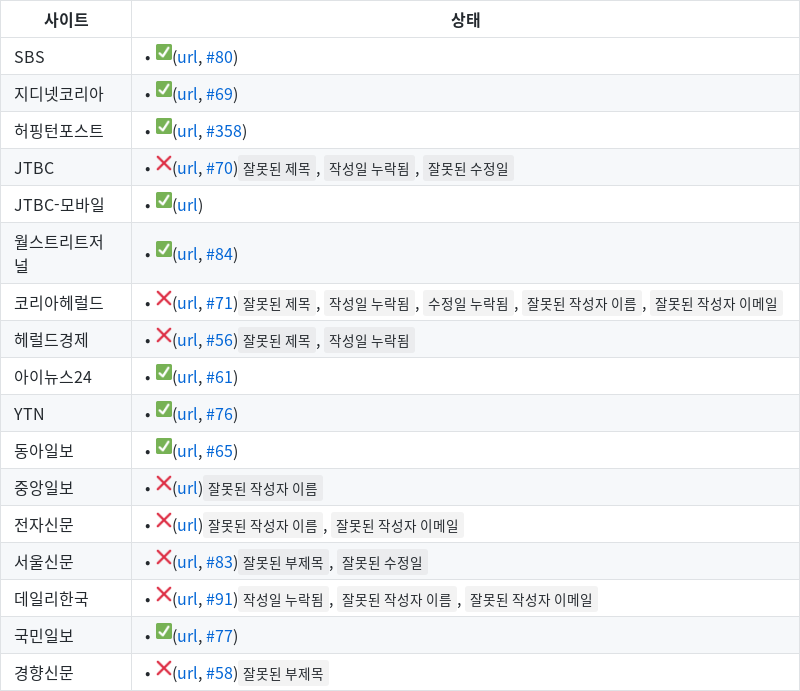 사이트 상태
SBS • ✅(url, #80)
지디넷코리아 • ✅(url, #69)
허핑턴포스트 • ✅(url, #358)
JTBC • ❌(url, #70) 잘못된 제목 , 작성일 누락됨 , 잘못된 수정일
JTBC-모바일 • ✅(url)
월스트리트저
널 • ✅(url, #84)
코리아헤럴드 • ❌(url, #71) 잘못된 제목 , 작성일 누락됨 , 수정일 누락됨 , 잘못된 작성자 이름 , 잘못된 작성자 이메일
헤럴드경제 • ❌(url, #56) 잘못된 제목 , 작성일 누락됨
아이뉴스24 • ✅(url, #61)
YTN • ✅(url, #76)
동아일보 • ✅(url, #65)
중앙일보 • ❌(url) 잘못된 작성자 이름
전자신문 • ❌(url) 잘못된 작성자 이름 , 잘못된 작성자 이메일
서울신문 • ❌(url, #83) 잘못된 부제목 , 잘못된 수정일
데일리한국 • ❌(url, #91) 작성일 누락됨 , 잘못된 작성자 이름 , 잘못된 작성자 이메일
국민일보 • ✅(url, #77)
경향신문 • ❌(url, #58) 잘못된 부제목